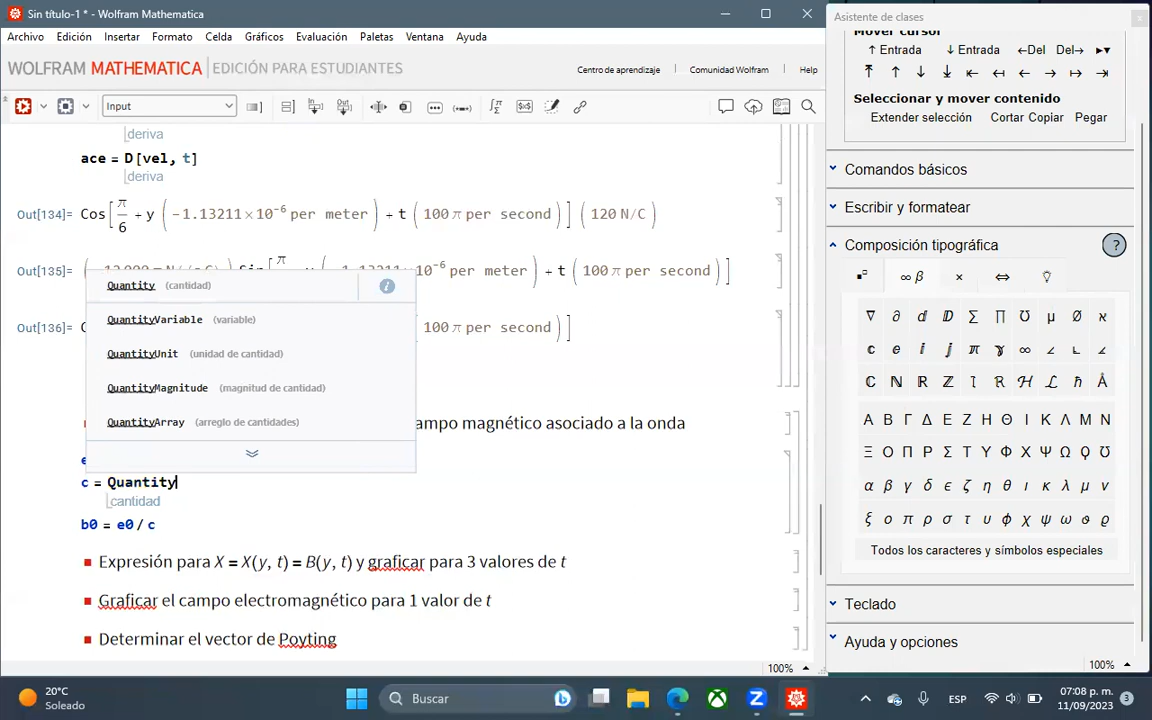 Sin título-1 * - Wolfram Mathematica
Asistente de clases
Archivo Edición Insertar Formato Celda Gráficos Evaluación Paletas Ventana Ayuda
WOLFRAM MATHEMATICA | EDICIÓN PARA ESTUDIANTES
Centro de aprendizaje | Comunidad Wolfram | Help
Input
deriva
ace = D[vel, t]
deriva
Out[134]= Cos[π/6 + y (-1.13211×10^-6 per meter) + t (100 π per second)] (120 N/C)
Out[135]=
per meter) + t (100 π per second)]
Out[136]=
100 π per second)]
Quantity (cantidad)
QuantityVariable (variable)
QuantityUnit (unidad de cantidad)
QuantityMagnitude (magnitud de cantidad)
QuantityArray (arreglo de cantidades)
ampo magnético asociado a la onda
c = Quantity
cantidad
b0 = e0 / c
Expresión para X = X(y, t) = B(y, t) y graficar para 3 valores de t
Graficar el campo electromagnético para 1 valor de t
Determinar el vector de Poyting
100%
Mover cursor
↑ Entrada ↓ Entrada ←Del Del→ ▸▾
Seleccionar y mover contenido
Extender selección Cortar Copiar Pegar
Comandos básicos
Escribir y formatear
Composición tipográfica ?
∞ β × ⇔
∇ ∂ ⅆ ⅅ ∑ ∏ ℧ μ Ø ℵ
ℂ ℕ ℝ ℤ ℩ ℛ ℋ ℒ ℏ Å
Α Β Γ Δ Ε Ζ Η Θ Ι Κ Λ Μ Ν
Ξ Ο Π Ρ Σ Τ Υ Φ Χ Ψ Ω Ϙ ℧
α β γ δ ϵ ζ η θ ι κ λ μ ν
ξ ο π ρ σ τ υ ϕ χ ψ ω ϑ ϱ
Todos los caracteres y símbolos especiales
Teclado
Ayuda y opciones
100%
20°C
Soleado
Buscar
ESP
07:08 p. m.
11/09/2023
3